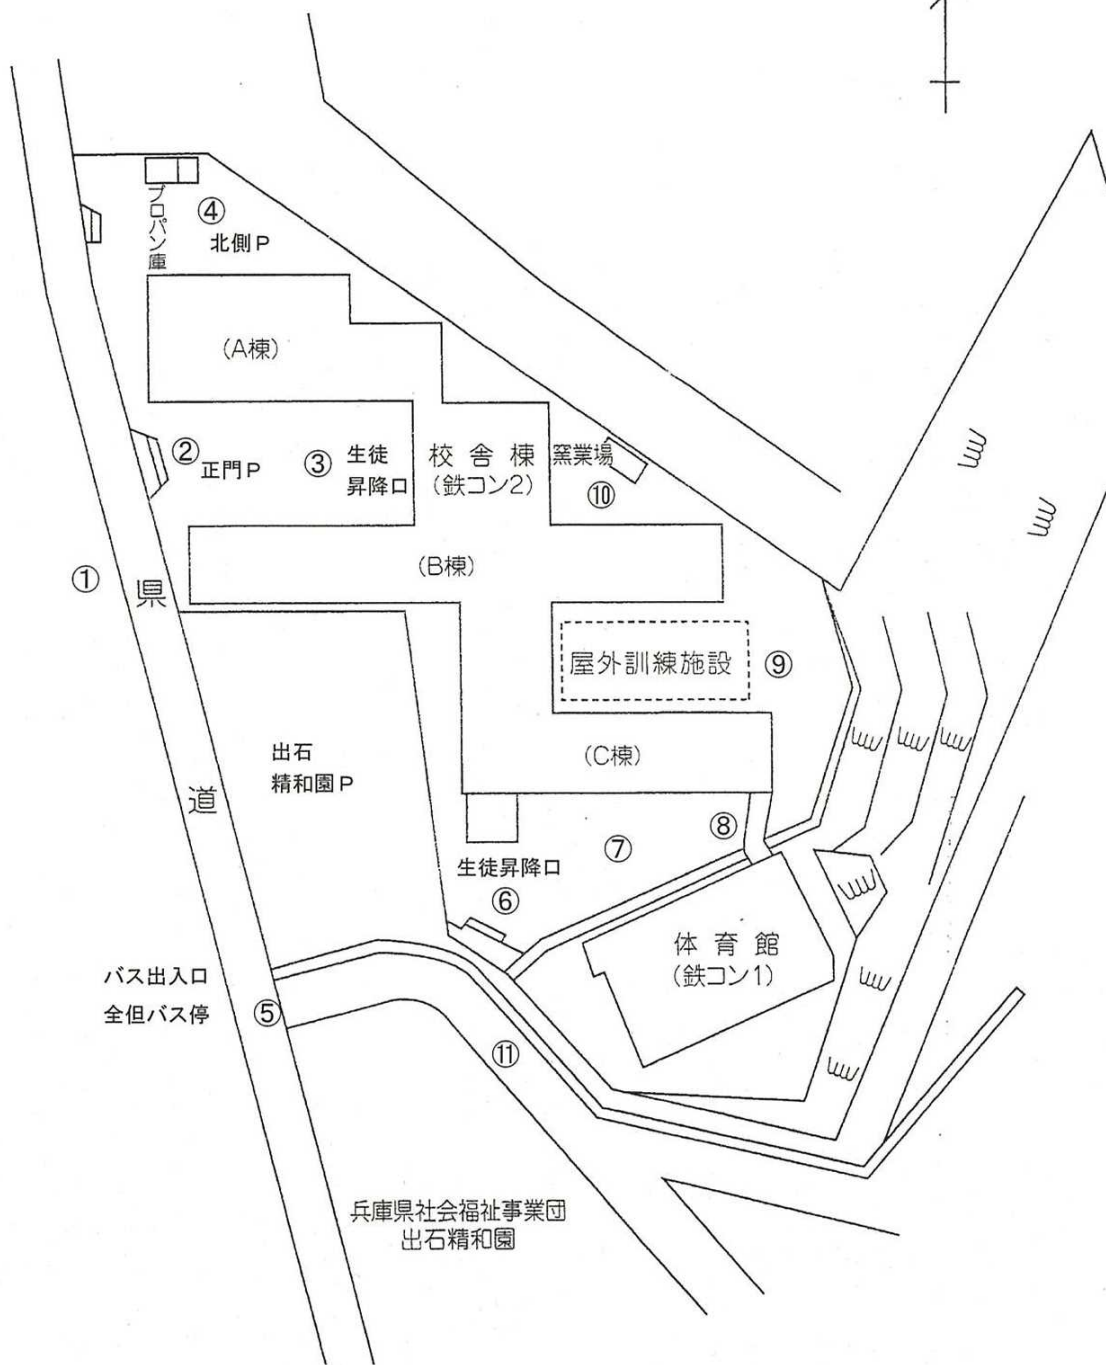 プロパン庫
④
北側P
(A棟)
②
正門P
③
生徒
昇降口
校舎棟
(鉄コン2)
窯業場
⑩
①
県
道
(B棟)
屋外訓練施設
⑨
出石
精和園P
(C棟)
⑧
⑦
生徒昇降口
⑥
体育館
(鉄コン1)
バス出入口
全但バス停
⑤
⑪
兵庫県社会福祉事業団
出石精和園